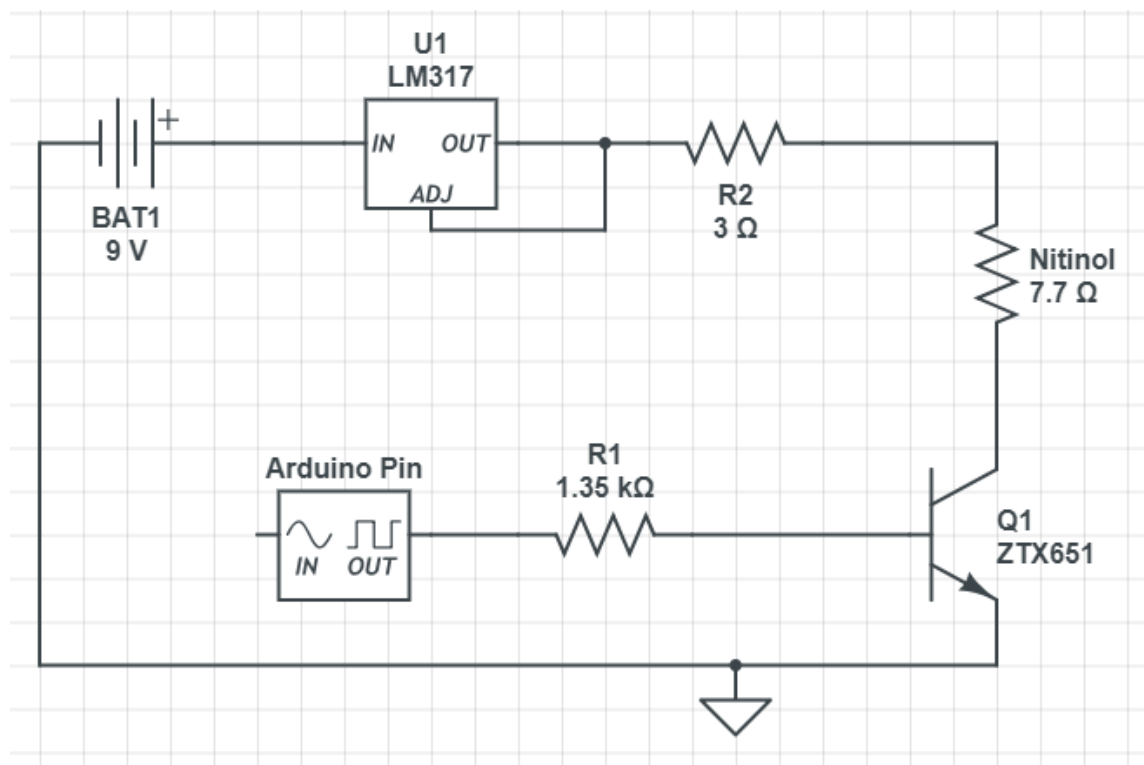 U1
LM317
+
IN OUT
ADJ
BAT1
9 V
R2
3 Ω
Nitinol
7.7 Ω
Arduino Pin
IN OUT
R1
1.35 kΩ
Q1
ZTX651